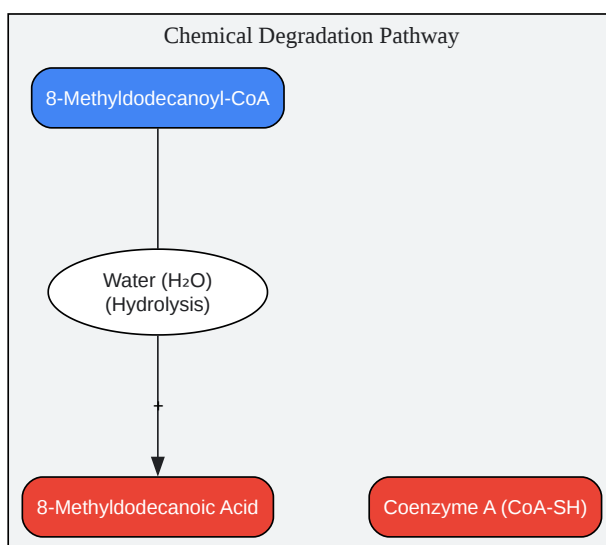 Chemical Degradation Pathway
8-Methyldodecanoyl-CoA
Water (H₂O)
(Hydrolysis)
+
8-Methyldodecanoic Acid
Coenzyme A (CoA-SH)